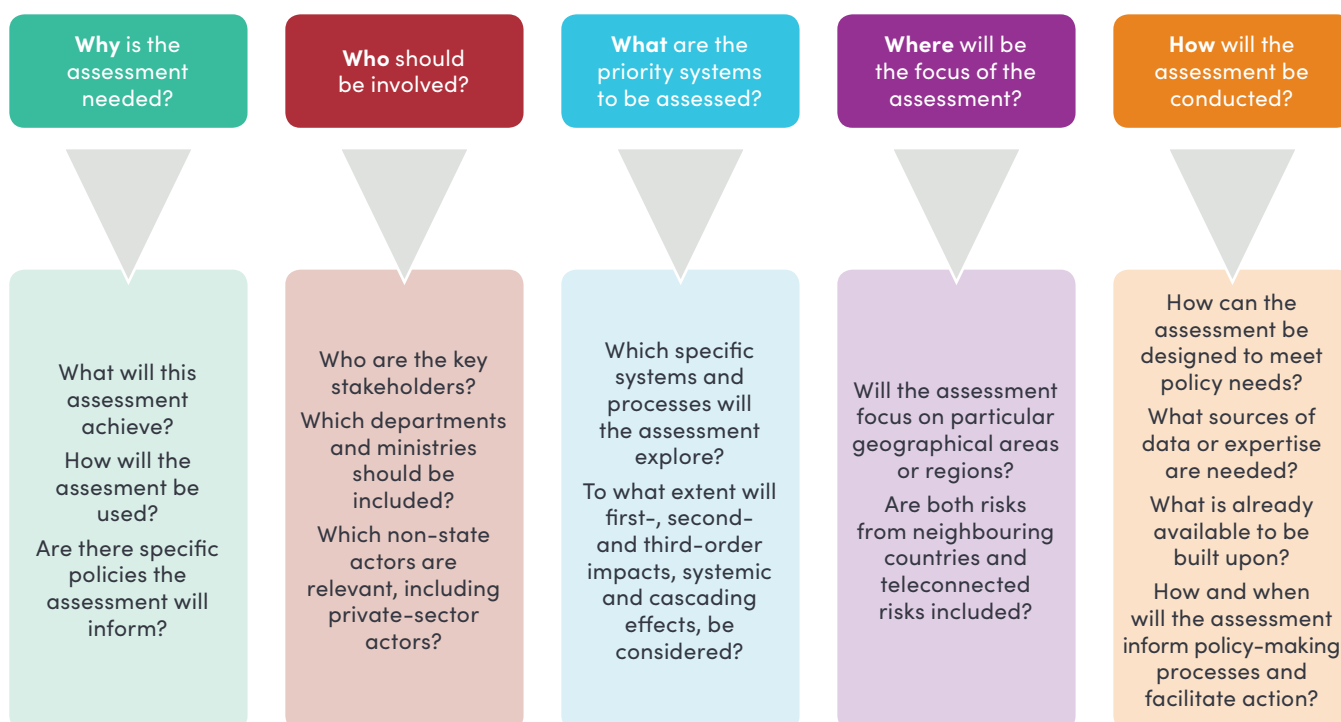 Why is the
assessment
needed?
Who should
be involved?
What are the
priority systems
to be assessed?
Where will be
the focus of the
assessment?
How will the
assessment be
conducted?
What will this
assessment
achieve?
How will the
assesment be
used?
Are there specific
policies the
assessment will
inform?
Who are the key
stakeholders?
Which departments
and ministries
should be
included?
Which non-state
actors are
relevant, including
private-sector
actors?
Which specific
systems and
processes will
the assessment
explore?
To what extent will
first-, second-
and third-order
impacts, systemic
and cascading
effects, be
considered?
Will the assessment
focus on particular
geographical areas
or regions?
Are both risks
from neighbouring
countries and
teleconnected
risks included?
How can the
assessment be
designed to meet
policy needs?
What sources of
data or expertise
are needed?
What is already
available to be
built upon?
How and when
will the assessment
inform policy-making
processes and
facilitate action?